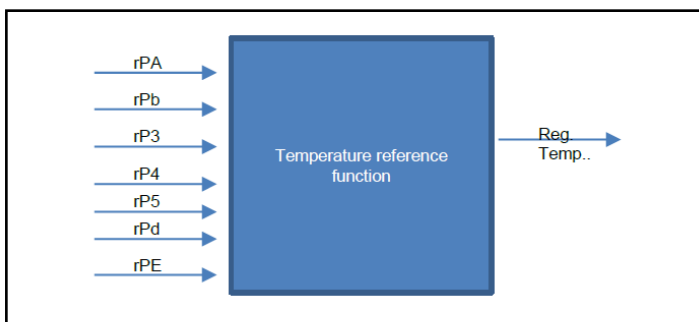 rPA
rPb
rP3
rP4
rP5
rPd
rPE
Temperature reference
function
Reg.
Temp..